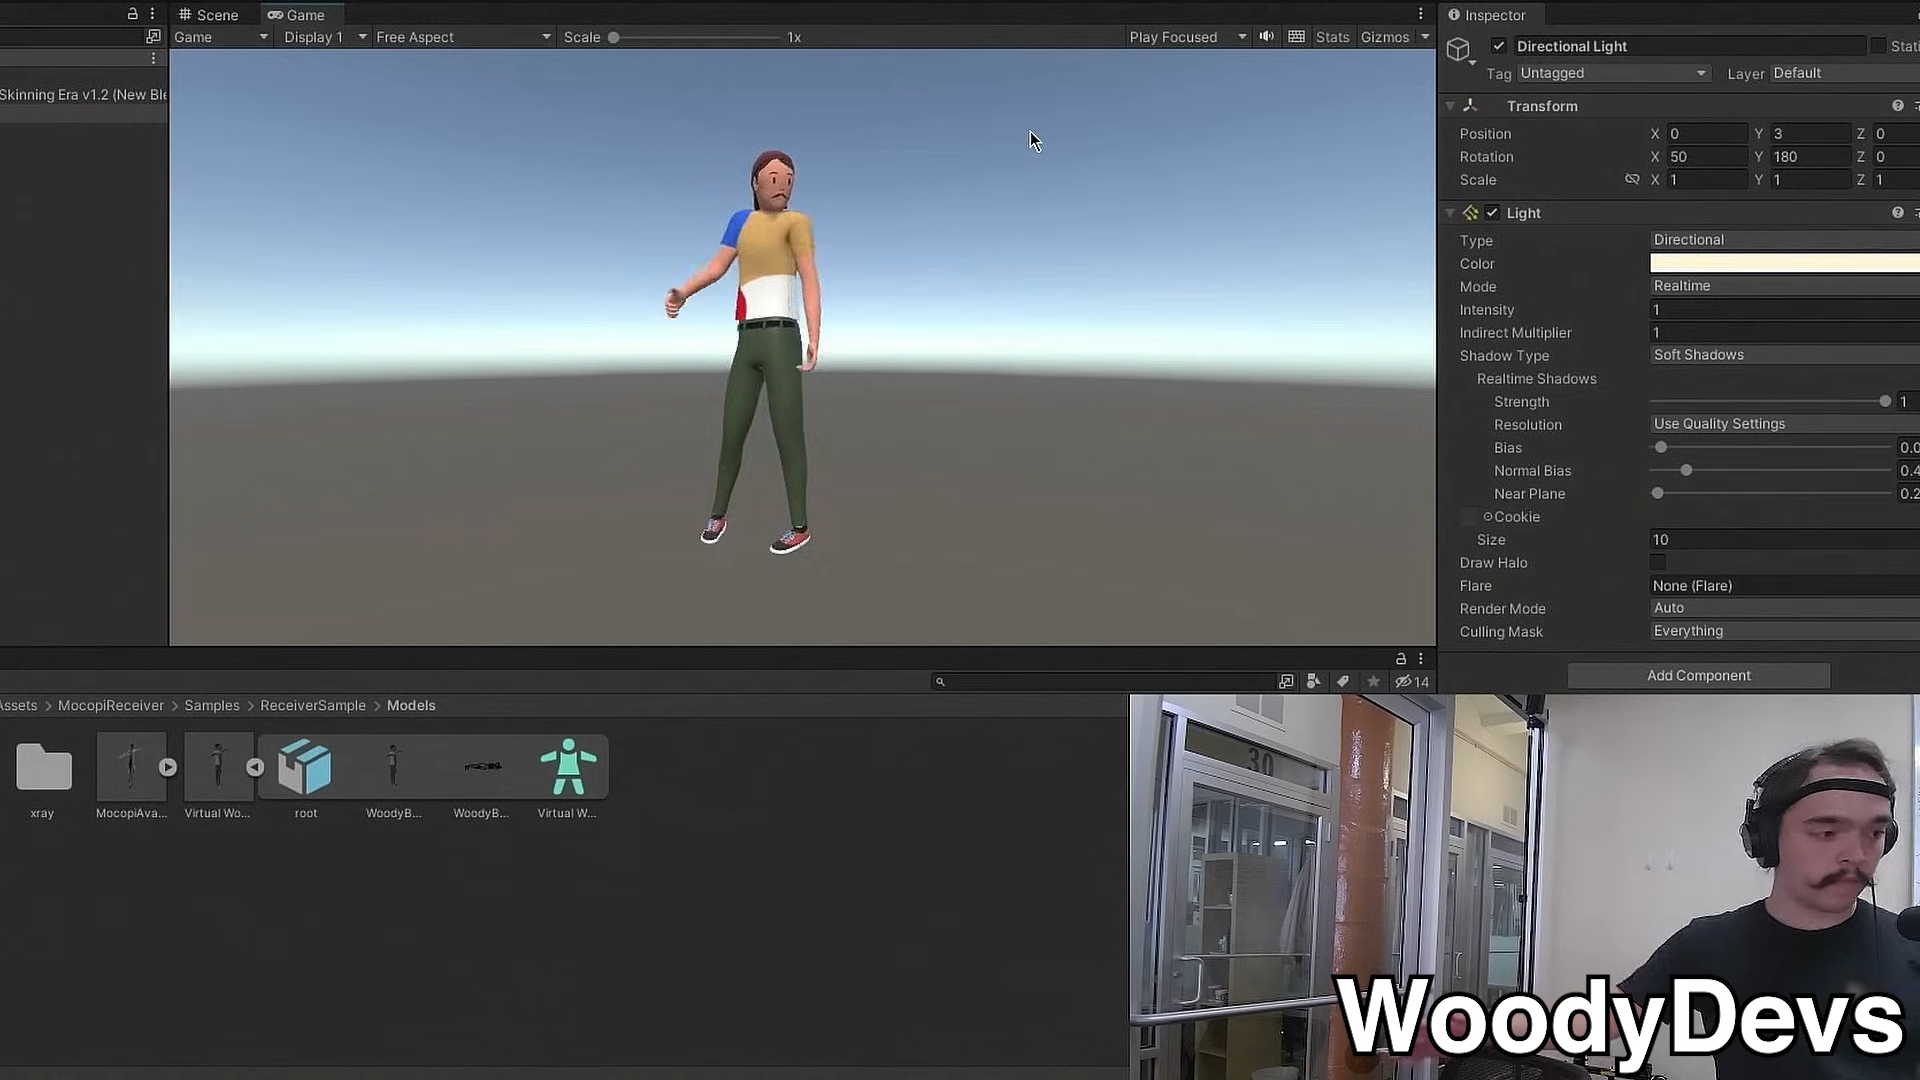 Scene
Game
Inspector
Game
Display 1
Free Aspect
Scale
1x
Play Focused
Stats
Gizmos
Directional Light
Stati
Tag
Untagged
Layer
Default
Skinning Era v1.2 (New Ble
Transform
Position
X
0
Y
3
Z
0
Rotation
X
50
Y
180
Z
0
Scale
X
1
Y
1
Z
1
Light
Type
Directional
Color
Mode
Realtime
Intensity
1
Indirect Multiplier
1
Shadow Type
Soft Shadows
Realtime Shadows
Strength
1
Resolution
Use Quality Settings
Bias
0.0
Normal Bias
0.4
Near Plane
0.2
Cookie
Size
10
Draw Halo
Flare
None (Flare)
Render Mode
Auto
Culling Mask
Everything
Add Component
14
Assets > MocopiReceiver > Samples > ReceiverSample > Models
xray
MocopiAva...
Virtual Wo...
root
WoodyB...
WoodyB...
Virtual W...
30
WoodyDevs